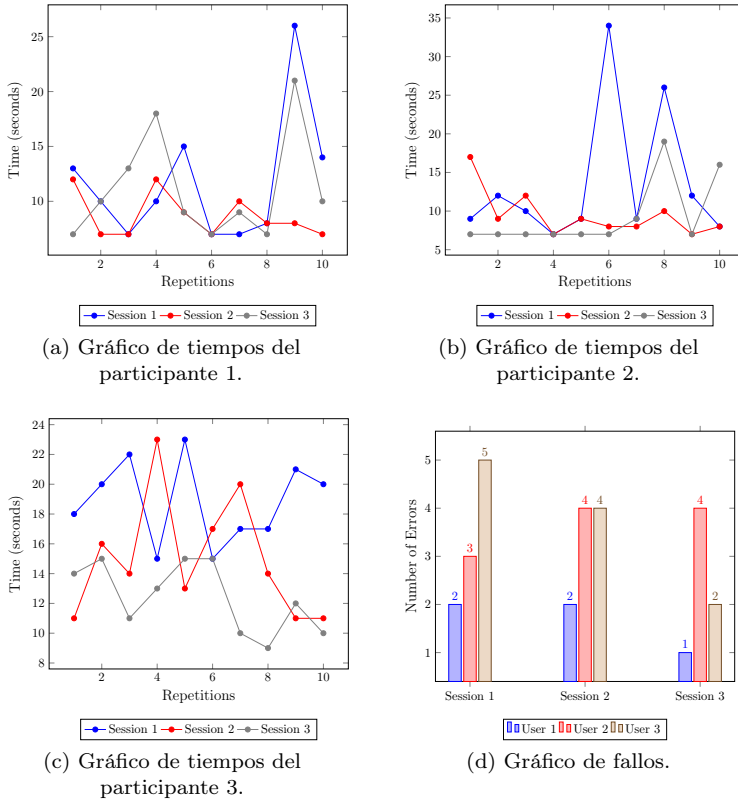 25
20
15
10
Time (seconds)
2 4 6 8 10
Repetitions
Session 1 Session 2 Session 3
(a) Gráfico de tiempos del
participante 1.
35
30
25
20
15
10
5
Time (seconds)
2 4 6 8 10
Repetitions
Session 1 Session 2 Session 3
(b) Gráfico de tiempos del
participante 2.
24
22
20
18
16
14
12
10
8
Time (seconds)
2 4 6 8 10
Repetitions
Session 1 Session 2 Session 3
(c) Gráfico de tiempos del
participante 3.
5
4
3
2
1
Number of Errors
2 3 5
2 4 4
1 4 2
Session 1 Session 2 Session 3
User 1 User 2 User 3
(d) Gráfico de fallos.